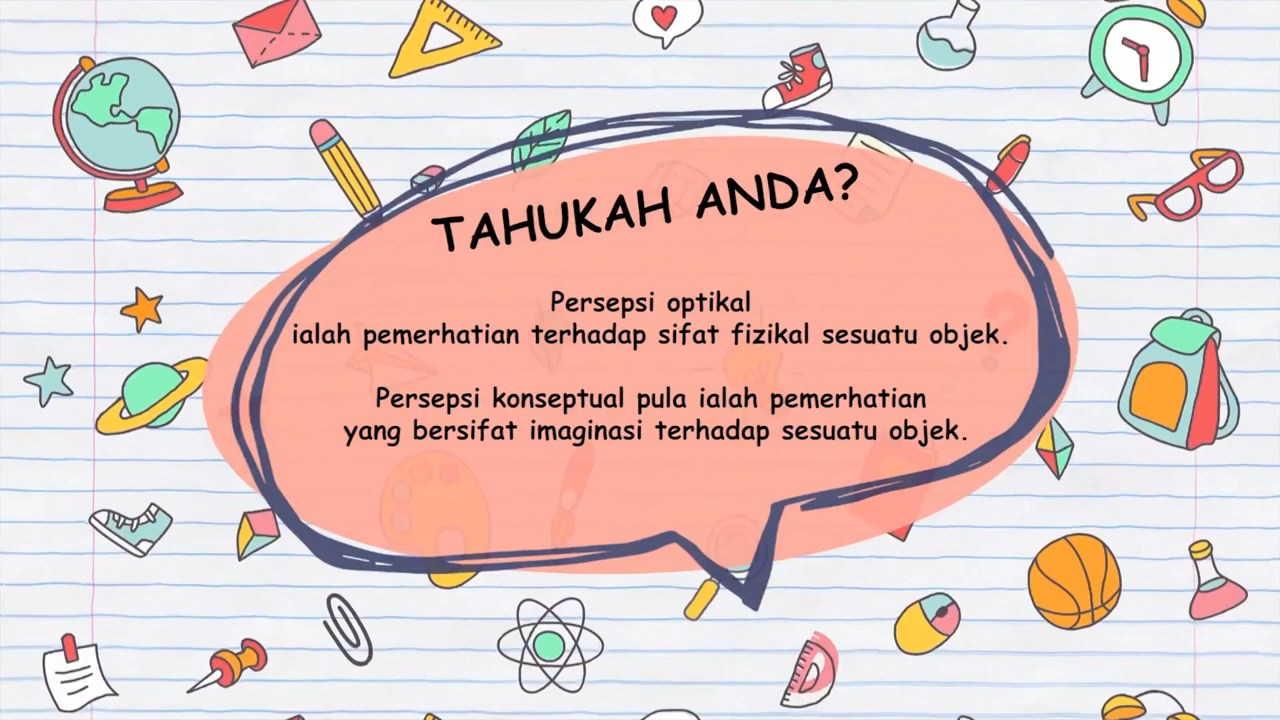 TAHUKAH ANDA?
Persepsi optikal
ialah pemerhatian terhadap sifat fizikal sesuatu objek.
Persepsi konseptual pula ialah pemerhatian
yang bersifat imaginasi terhadap sesuatu objek.